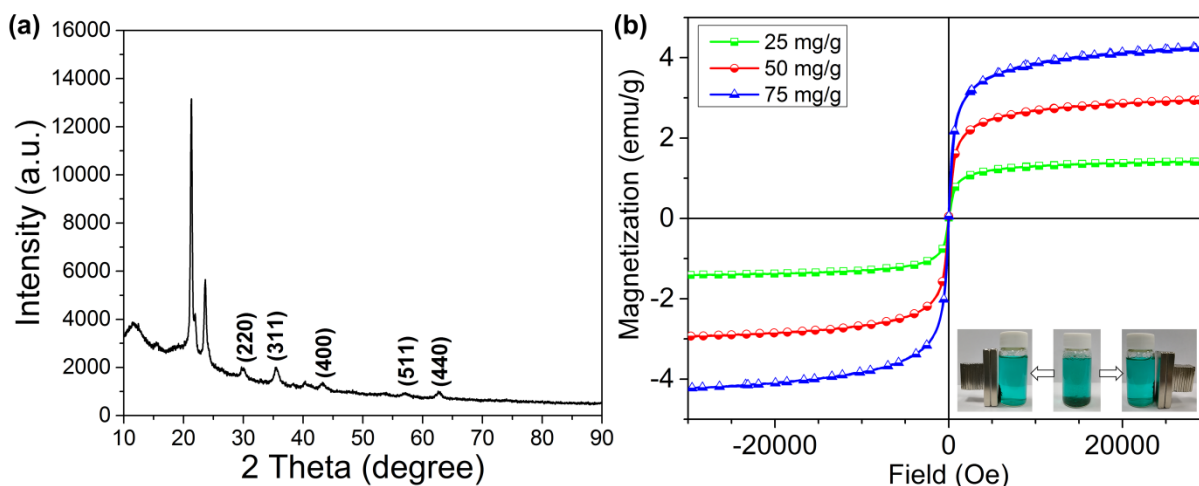 (a)
16000
14000
12000
10000
8000
6000
4000
2000
0
Intensity (a.u.)
(220)
(311)
(400)
(511)
(440)
10 20 30 40 50 60 70 80 90
2 Theta (degree)
(b)
25 mg/g
50 mg/g
75 mg/g
4
2
0
-2
-4
Magnetization (emu/g)
-20000 0 20000
Field (Oe)